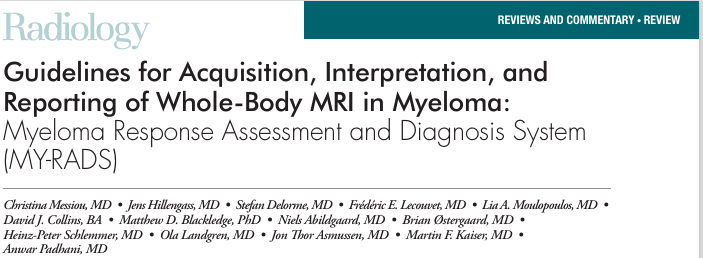 Radiology
REVIEWS AND COMMENTARY • REVIEW
Guidelines for Acquisition, Interpretation, and
Reporting of Whole-Body MRI in Myeloma:
Myeloma Response Assessment and Diagnosis System
(MY-RADS)
Christina Messiou, MD • Jens Hillengass, MD • Stefan Delorme, MD • Frédéric E. Lecouvet, MD • Lia A. Moulopoulos, MD •
David J. Collins, BA • Matthew D. Blackledge, PhD • Niels Abildgaard, MD • Brian Østergaard, MD •
Heinz-Peter Schlemmer, MD • Ola Landgren, MD • Jon Thor Asmussen, MD • Martin F. Kaiser, MD •
Anwar Padhani, MD